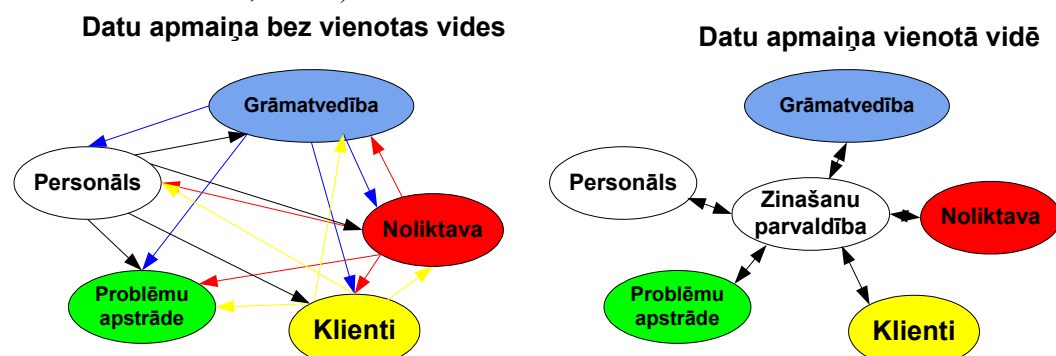 Datu apmaiņa bez vienotas vides
Grāmatvedība
Personāls
Noliktava
Problēmu
apstrāde
Klienti
Datu apmaiņa vienotā vidē
Grāmatvedība
Personāls
Zinašanu
parvaldība
Noliktava
Problēmu
apstrāde
Klienti